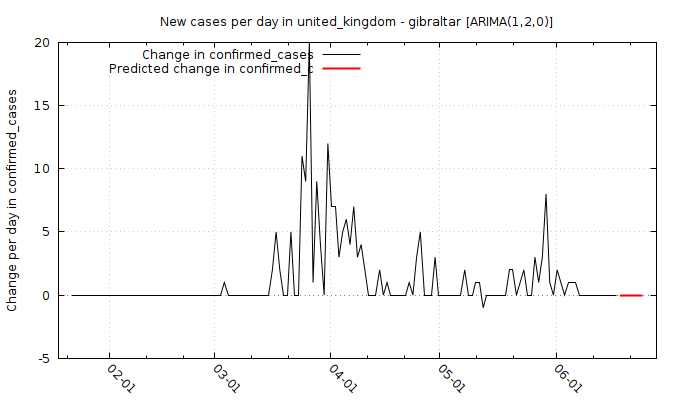 New cases per day in united_kingdom - gibraltar [ARIMA(1,2,0)]
Change in confirmed_cases
Predicted change in confirmed_c
Change per day in confirmed_cases
20
15
10
5
0
-5
02-01
03-01
04-01
05-01
06-01